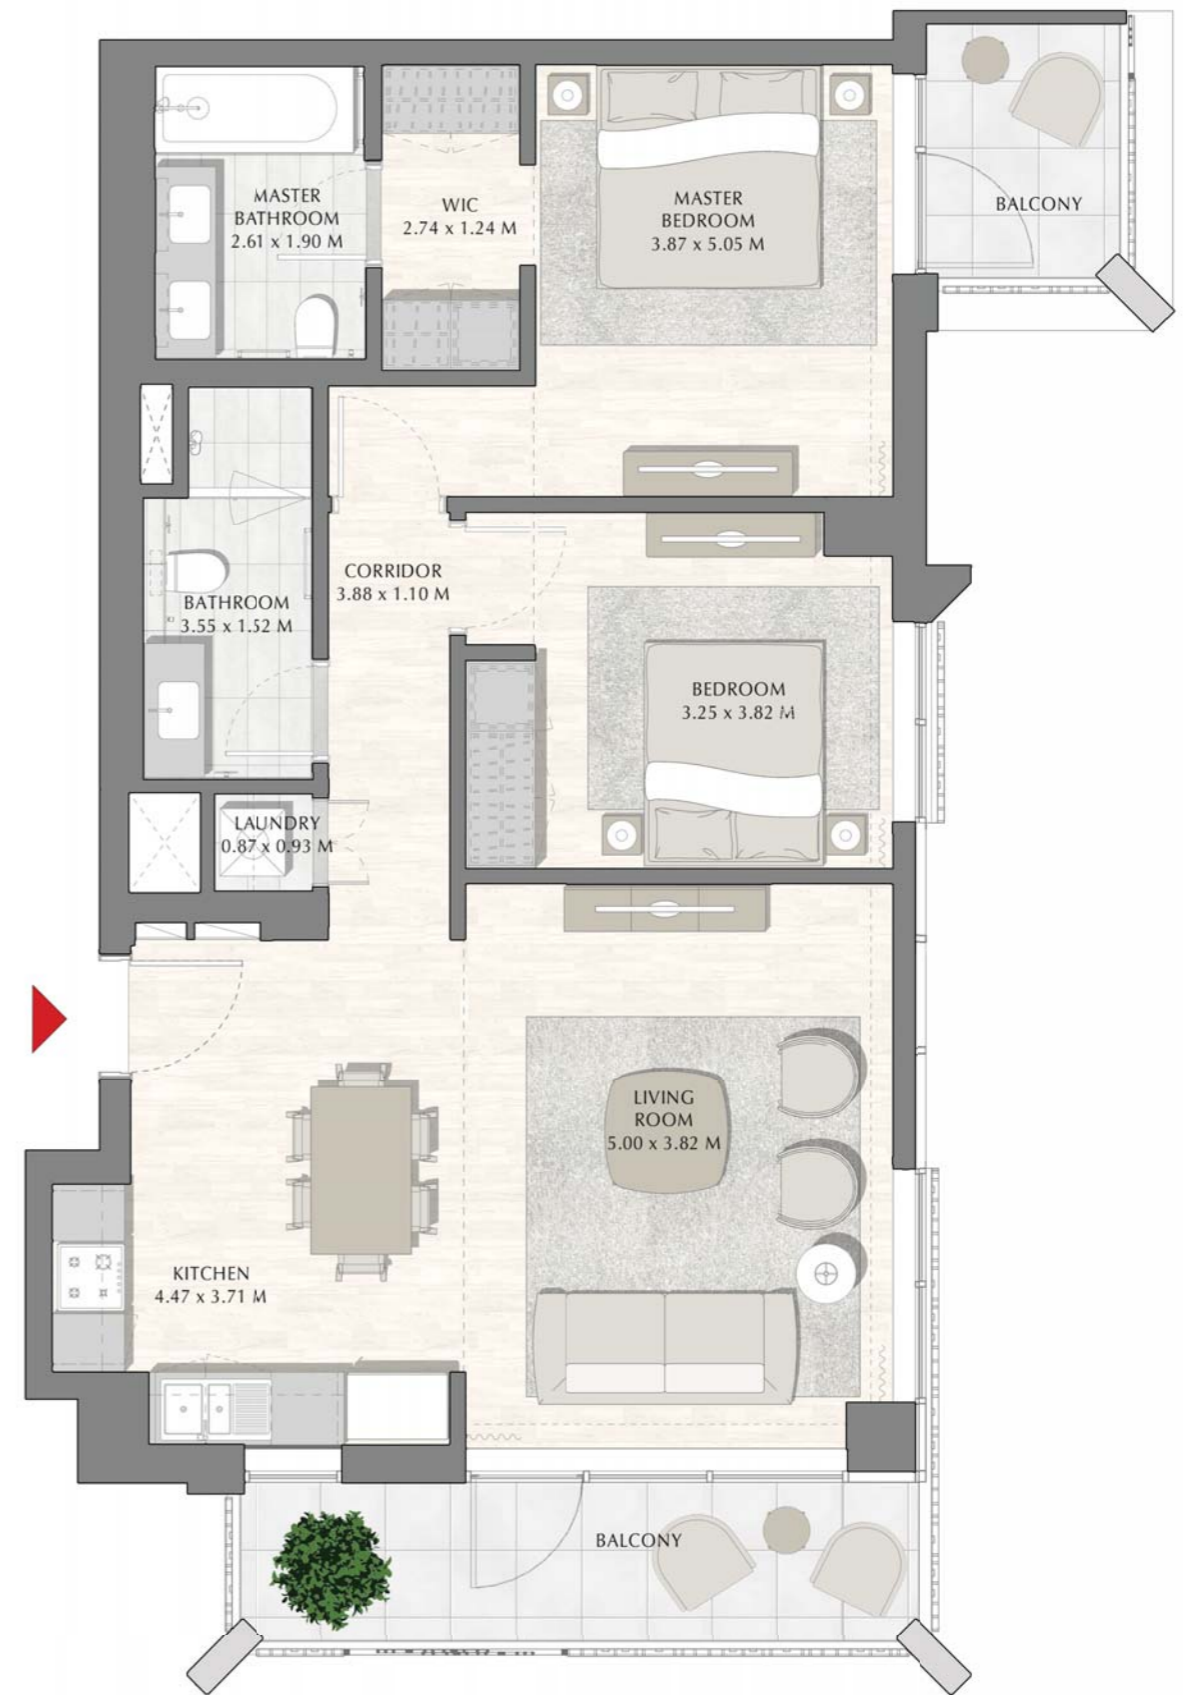 MASTER
BATHROOM
2.61 x 1.90 M
WIC
2.74 x 1.24 M
MASTER
BEDROOM
3.87 x 5.05 M
BALCONY
CORRIDOR
3.88 x 1.10 M
BATHROOM
3.55 x 1.52 M
BEDROOM
3.25 x 3.82 M
LAUNDRY
0.87 x 0.93 M
LIVING
ROOM
5.00 x 3.82 M
KITCHEN
4.47 x 3.71 M
BALCONY